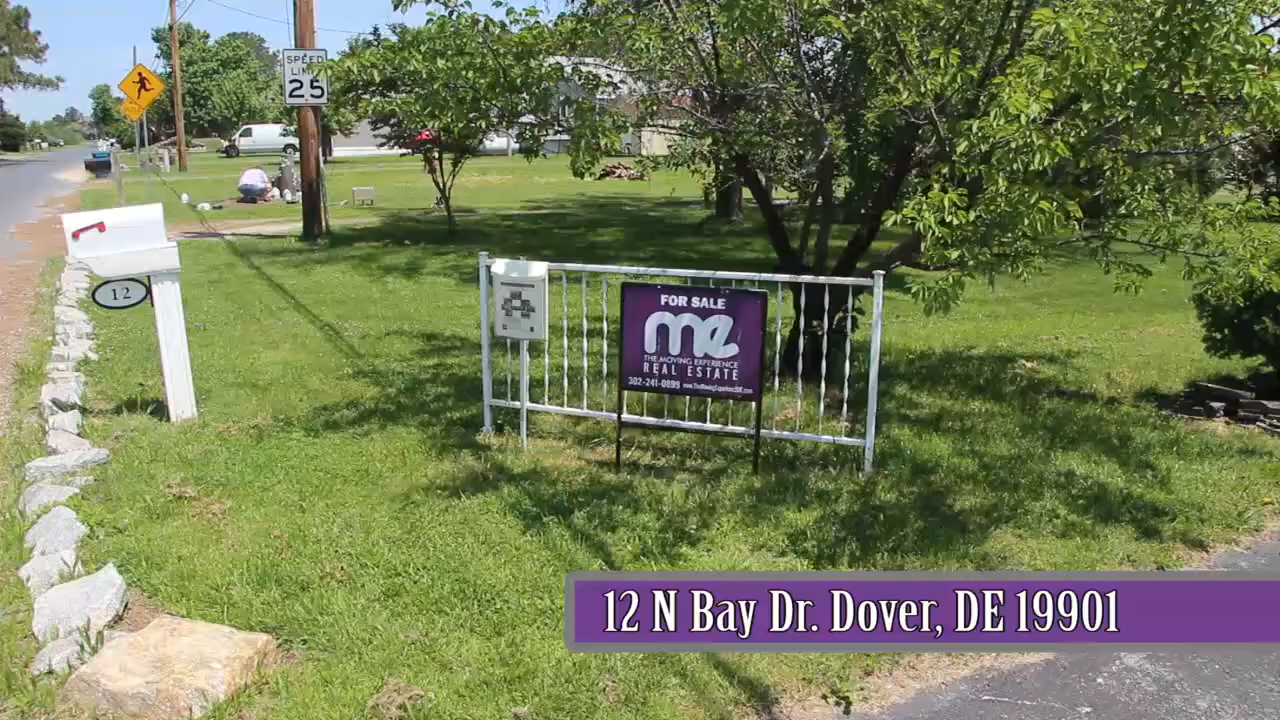 SPEED
LIMIT
25
12
FOR SALE
me
THE MOVING EXPERIENCE
REAL ESTATE
302-241-0899
12 N Bay Dr. Dover, DE 19901